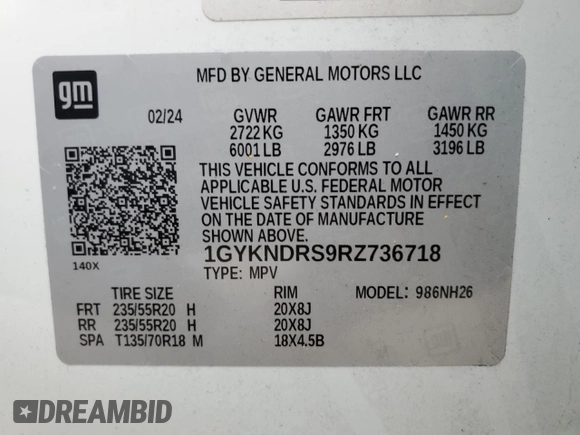 gm
MFD BY GENERAL MOTORS LLC
02/24 GVWR GAWR FRT GAWR RR
2722 KG 1350 KG 1450 KG
6001 LB 2976 LB 3196 LB
THIS VEHICLE CONFORMS TO ALL
APPLICABLE U.S. FEDERAL MOTOR
VEHICLE SAFETY STANDARDS IN EFFECT
ON THE DATE OF MANUFACTURE
SHOWN ABOVE.
1GYKNDRS9RZ736718
140X
TYPE: MPV
TIRE SIZE RIM MODEL: 986NH26
FRT 235/55R20 H 20X8J
RR 235/55R20 H 20X8J
SPA T135/70R18 M 18X4.5B
DREAMBID